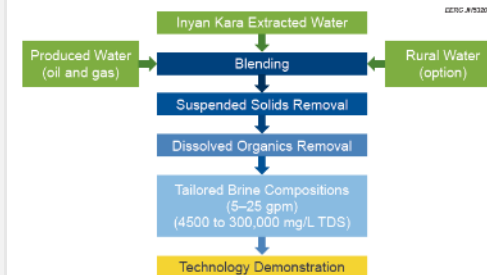 Inyan Kara Extracted Water
Produced Water
(oil and gas)
Blending
Rural Water
(option)
Suspended Solids Removal
Dissolved Organics Removal
Tailored Brine Compositions
(5–25 gpm)
(4500 to 300,000 mg/L TDS)
Technology Demonstration